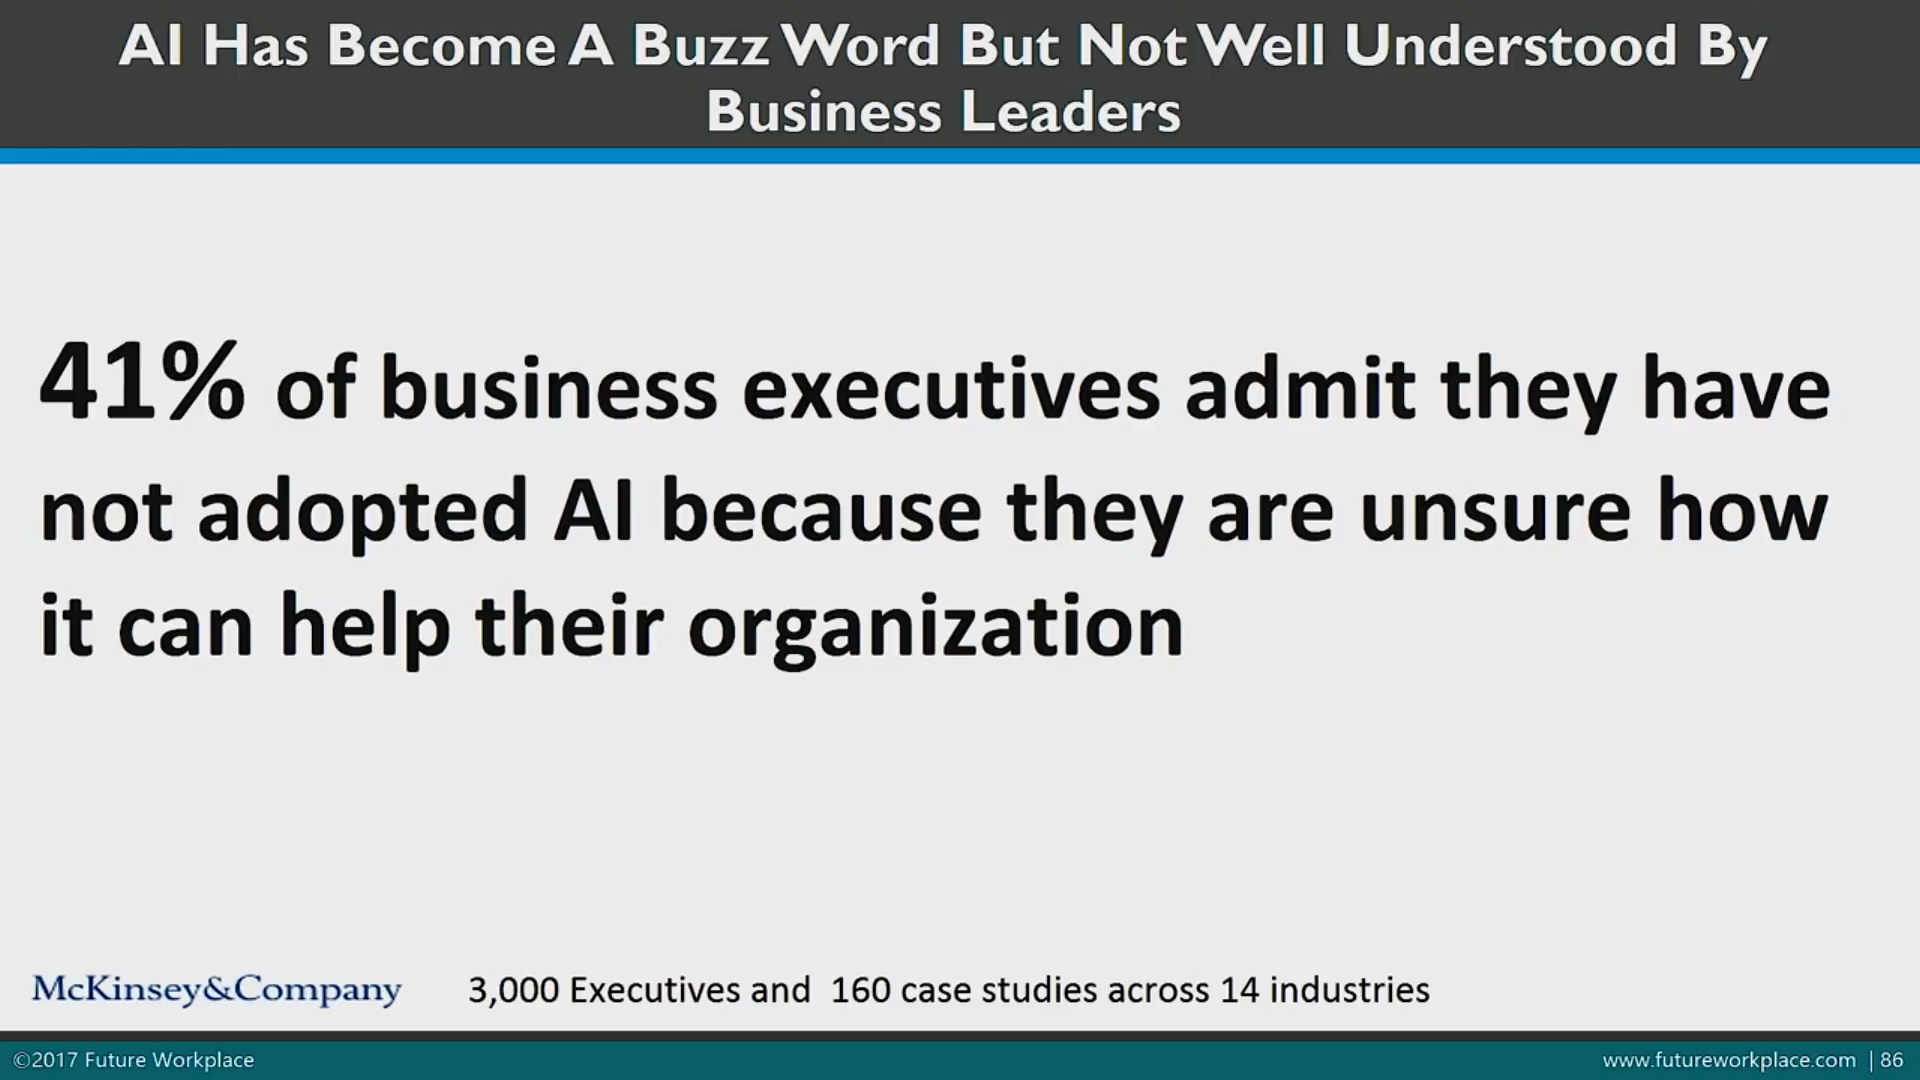 AI Has Become A Buzz Word But Not Well Understood By
Business Leaders
41% of business executives admit they have
not adopted AI because they are unsure how
it can help their organization
McKinsey&Company 3,000 Executives and 160 case studies across 14 industries
©2017 Future Workplace www.futureworkplace.com | 86